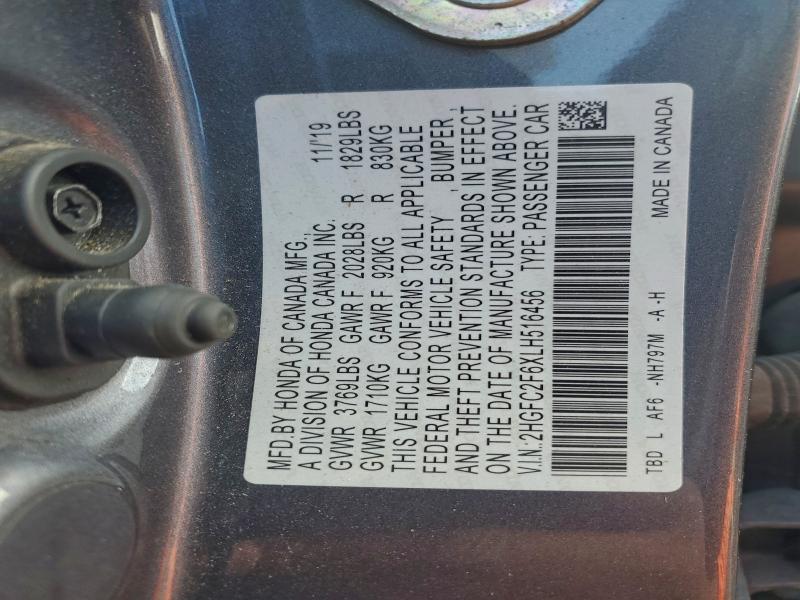 MFD.BY HONDA OF CANADA MFG., 11/'19
A DIVISION OF HONDA CANADA INC.
GVWR 3769LBS GAWR F 2028LBS R 1829LBS
GVWR 1710KG GAWR F 920KG R 830KG
THIS VEHICLE CONFORMS TO ALL APPLICABLE
FEDERAL MOTOR VEHICLE SAFETY , BUMPER,
AND THEFT PREVENTION STANDARDS IN EFFECT
ON THE DATE OF MANUFACTURE SHOWN ABOVE.
V.I.N.:2HGFC2F6XLH516456 TYPE: PASSENGER CAR
TBD L AF6 -NH797M -A -H MADE IN CANADA